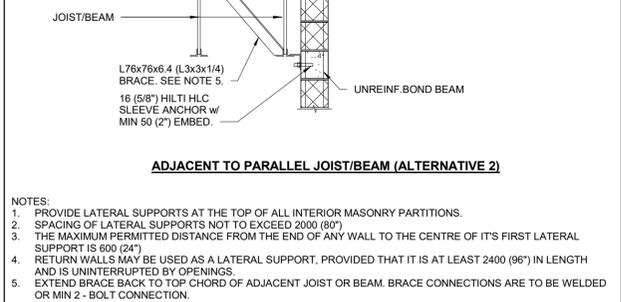 JOIST/BEAM
L76x76x6.4 (L3x3x1/4)
BRACE. SEE NOTE 5.
16 (5/8") HILTI HLC
SLEEVE ANCHOR w/
MIN 50 (2") EMBED.
UNREINF.BOND BEAM
ADJACENT TO PARALLEL JOIST/BEAM (ALTERNATIVE 2)
NOTES:
1. PROVIDE LATERAL SUPPORTS AT THE TOP OF ALL INTERIOR MASONRY PARTITIONS.
2. SPACING OF LATERAL SUPPORTS NOT TO EXCEED 2000 (80")
3. THE MAXIMUM PERMITTED DISTANCE FROM THE END OF ANY WALL TO THE CENTRE OF IT'S FIRST LATERAL
SUPPORT IS 600 (24")
4. RETURN WALLS MAY BE USED AS A LATERAL SUPPORT, PROVIDED THAT IT IS AT LEAST 2400 (96") IN LENGTH
AND IS UNINTERRUPTED BY OPENINGS.
5. EXTEND BRACE BACK TO TOP CHORD OF ADJACENT JOIST OR BEAM. BRACE CONNECTIONS ARE TO BE WELDED
OR MIN 2 - BOLT CONNECTION.